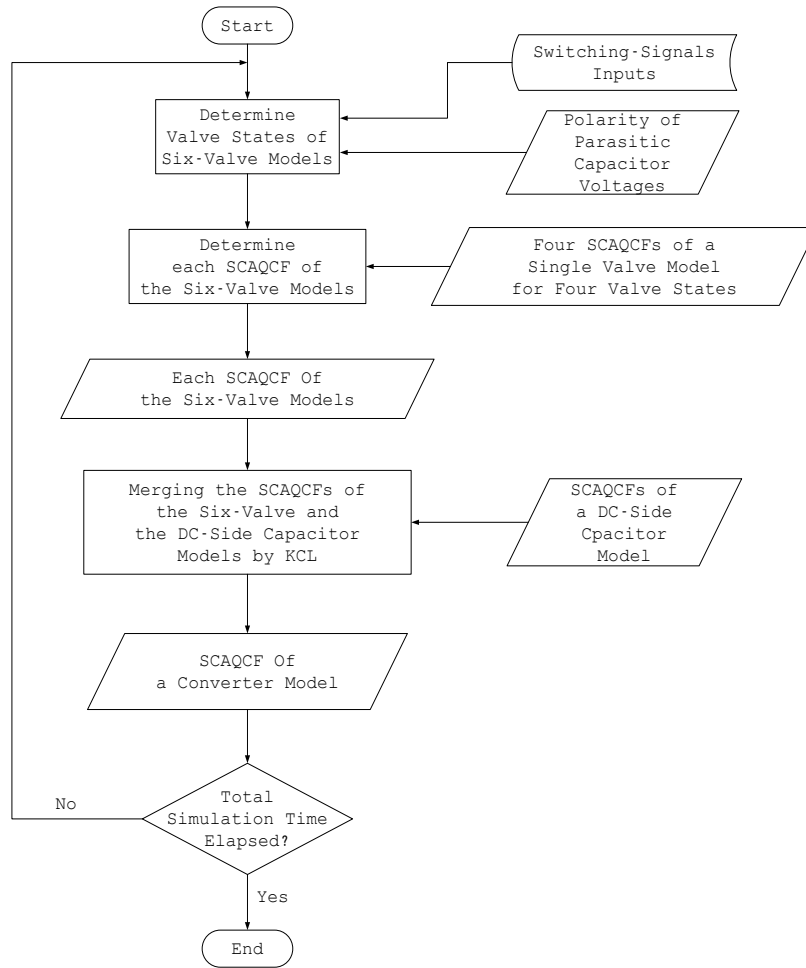 Start
Switching-Signals
Inputs
Determine
Valve States of
Six-Valve Models
Polarity of
Parasitic
Capacitor
Voltages
Determine
each SCAQCF of
the Six-Valve Models
Four SCAQCFs of a
Single Valve Model
for Four Valve States
Each SCAQCF Of
the Six-Valve Models
Merging the SCAQCFs of
the Six-Valve and
the DC-Side Capacitor
Models by KCL
SCAQCFs of
a DC-Side
Cpacitor
Model
SCAQCF Of
a Converter Model
No
Total
Simulation Time
Elapsed?
Yes
End